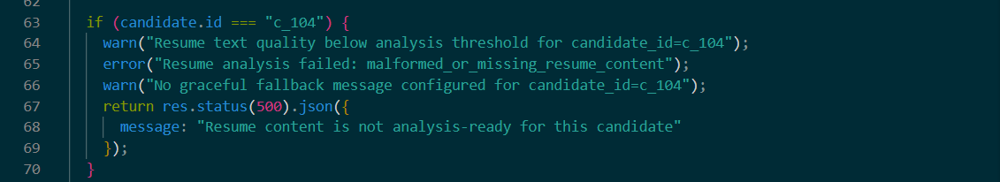 62
63 if (candidate.id === "c_104") {
64 warn("Resume text quality below analysis threshold for candidate_id=c_104");
65 error("Resume analysis failed: malformed_or_missing_resume_content");
66 warn("No graceful fallback message configured for candidate_id=c_104");
67 return res.status(500).json({
68 message: "Resume content is not analysis-ready for this candidate"
69 });
70 }